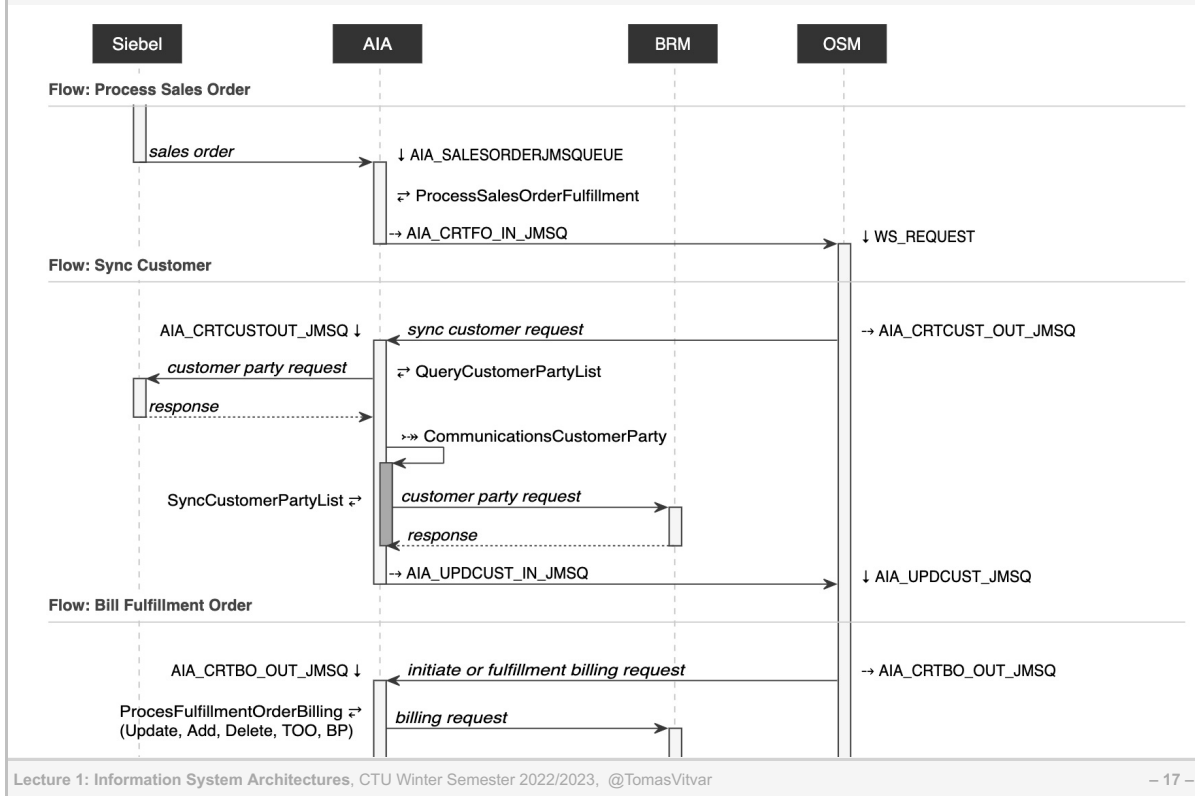 Siebel AIA BRM OSM
Flow: Process Sales Order
sales order
↓ AIA_SALESORDERJMSQUEUE
⇄ ProcessSalesOrderFulfillment
→ AIA_CRTFO_IN_JMSQ
↓ WS_REQUEST
Flow: Sync Customer
AIA_CRTCUSTOUT_JMSQ ↓
sync customer request
→ AIA_CRTCUST_OUT_JMSQ
customer party request
⇄ QueryCustomerPartyList
response
↣ CommunicationsCustomerParty
SyncCustomerPartyList ⇄
customer party request
response
→ AIA_UPDCUST_IN_JMSQ
↓ AIA_UPDCUST_JMSQ
Flow: Bill Fulfillment Order
AIA_CRTBO_OUT_JMSQ ↓
initiate or fulfillment billing request
→ AIA_CRTBO_OUT_JMSQ
ProcesFulfillmentOrderBilling ⇄
(Update, Add, Delete, TOO, BP)
billing request
Lecture 1: Information System Architectures, CTU Winter Semester 2022/2023, @TomasVitvar
– 17 –